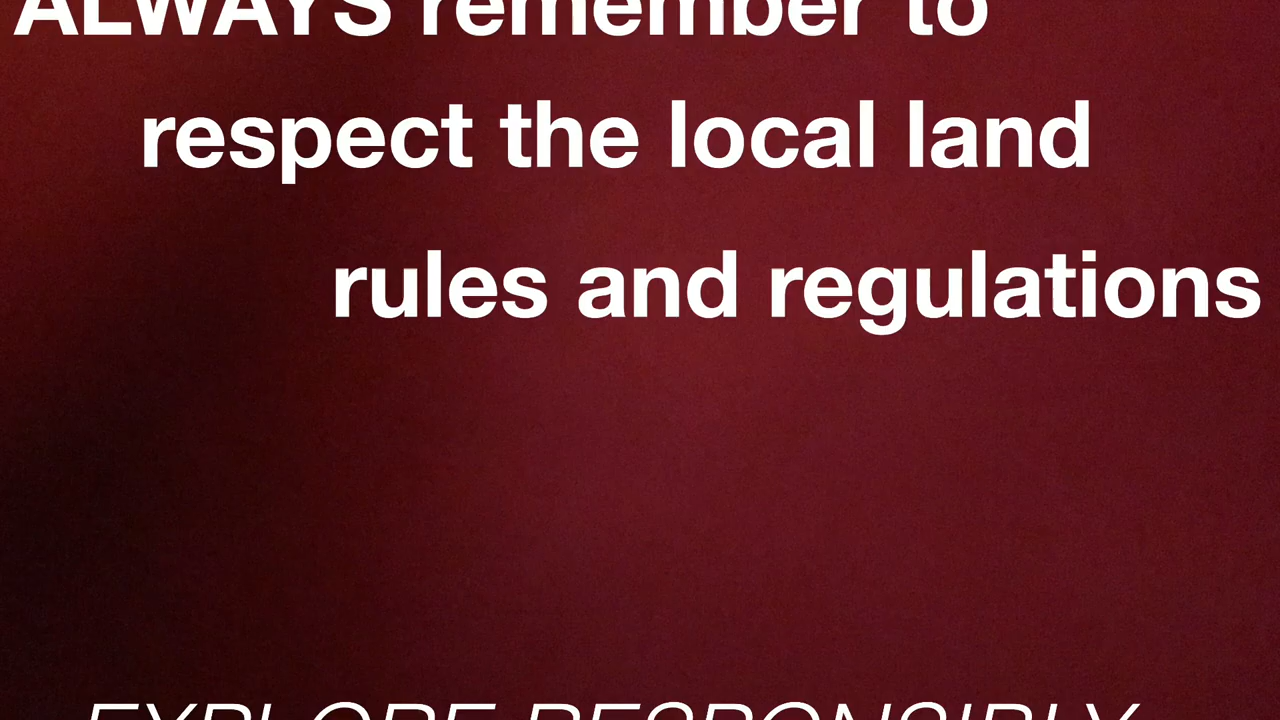 ALWAYS remember to
respect the local land
rules and regulations
EXPLORE RESPONSIBLY